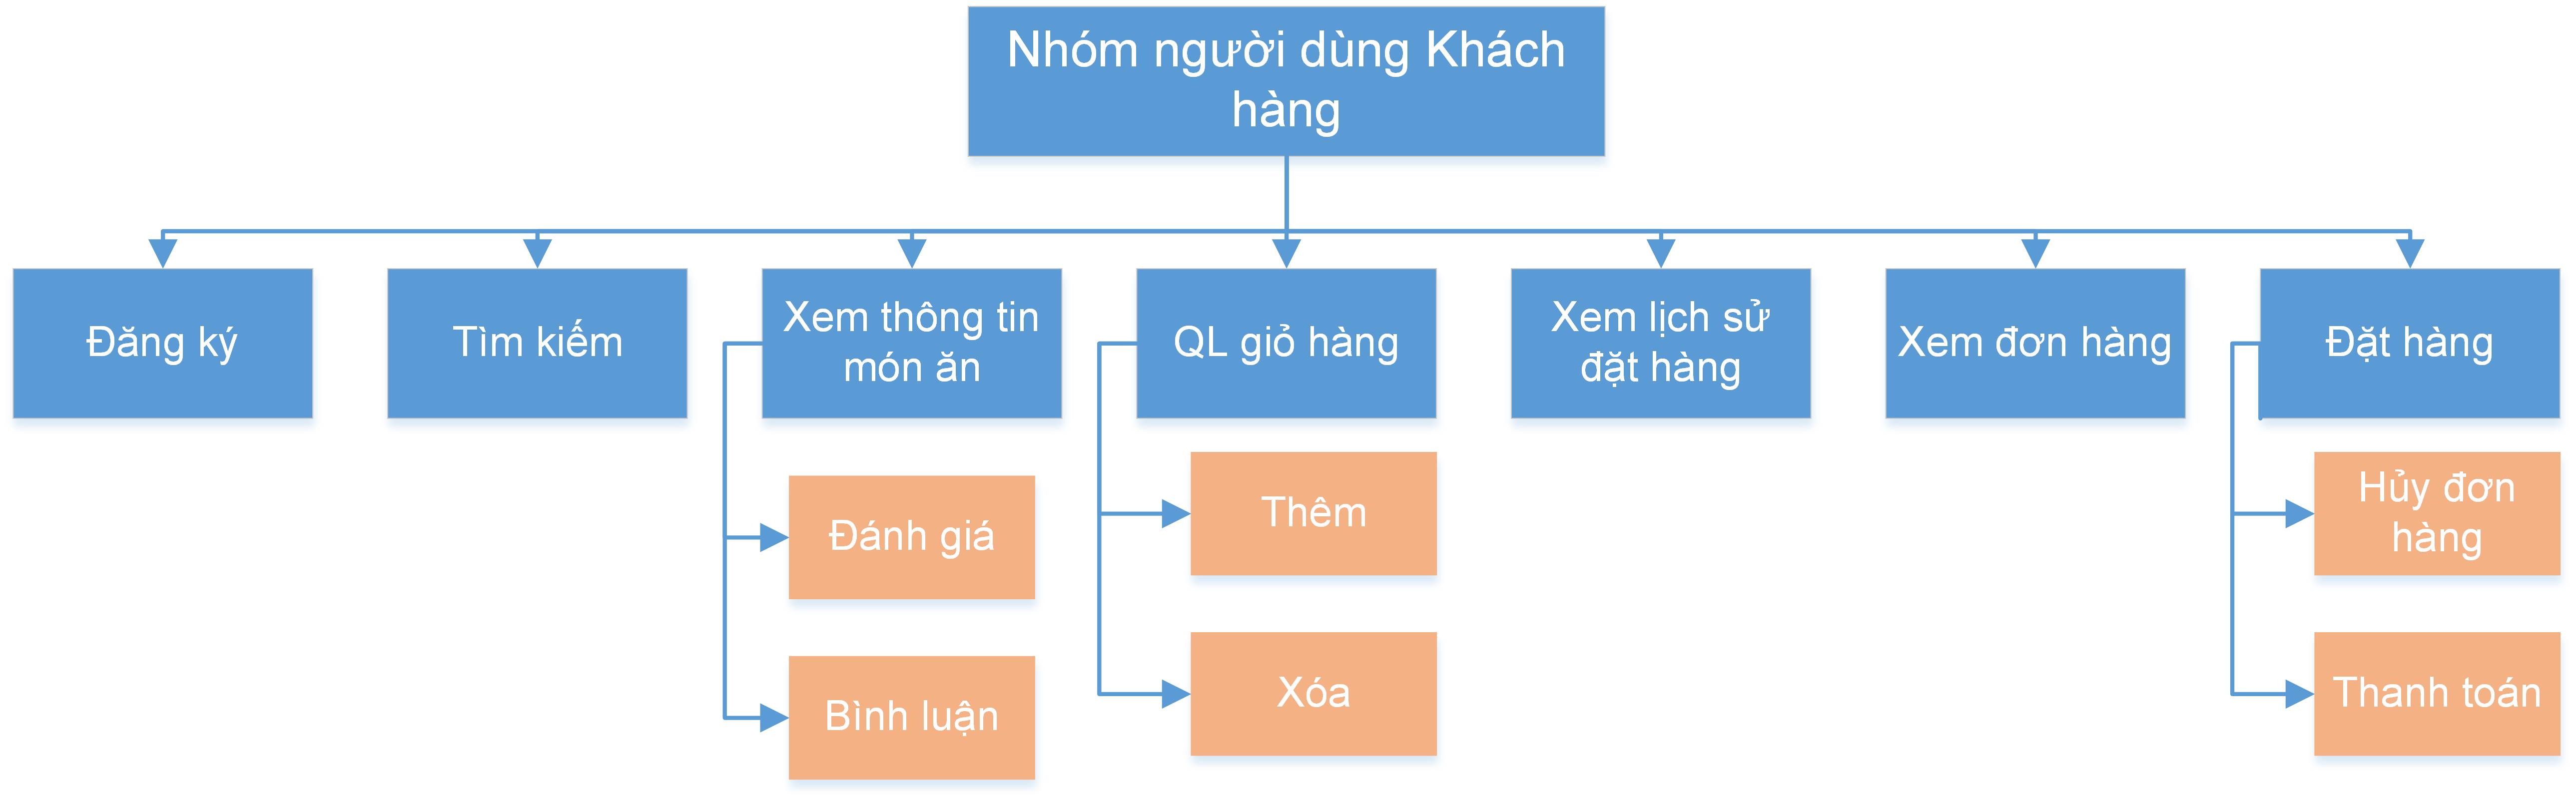 Nhóm người dùng Khách
hàng
Đăng ký
Tìm kiếm
Xem thông tin
món ăn
QL giỏ hàng
Xem lịch sử
đặt hàng
Xem đơn hàng
Đặt hàng
Đánh giá
Bình luận
Thêm
Xóa
Hủy đơn
hàng
Thanh toán